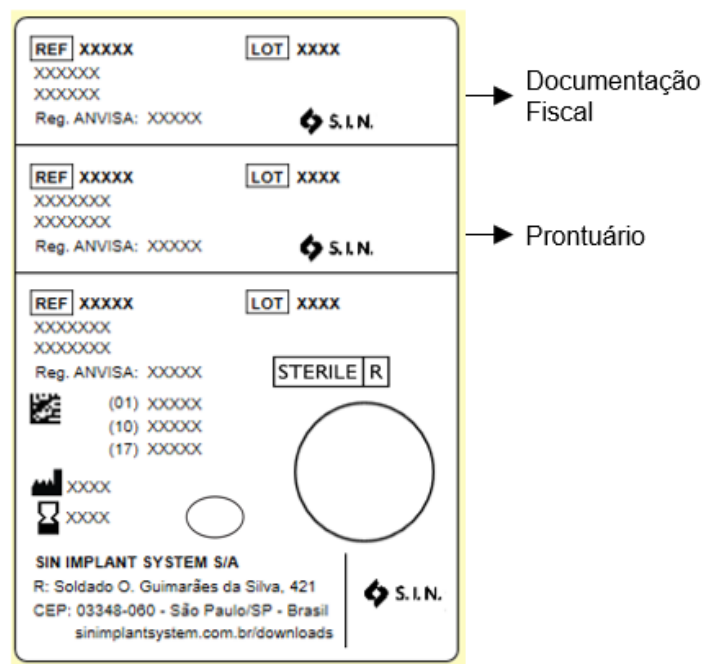 REF XXXXX LOT XXXX
XXXXXX
XXXXXX
Reg. ANVISA: XXXXX S.I.N.
Documentação
Fiscal
REF XXXXX LOT XXXX
XXXXXXX
XXXXXXX
Reg. ANVISA: XXXXX S.I.N.
Prontuário
REF XXXXX LOT XXXX
XXXXXXX
XXXXXXX
Reg. ANVISA: XXXXX
STERILE R
(01) XXXXX
(10) XXXXX
(17) XXXXX
XXXX
XXXX
SIN IMPLANT SYSTEM S/A
R: Soldado O. Guimarães da Silva, 421
CEP: 03348-060 - São Paulo/SP - Brasil
sinimplantsystem.com.br/downloads
S.I.N.